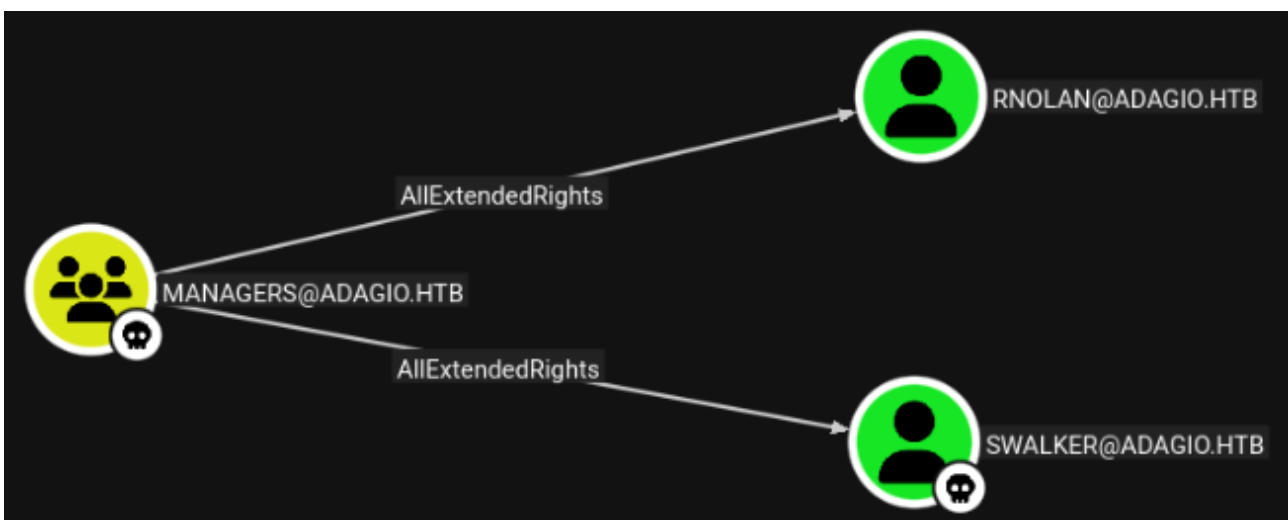 RNOLAN@ADAGIO.HTB
AllExtendedRights
MANAGERS@ADAGIO.HTB
AllExtendedRights
SWALKER@ADAGIO.HTB